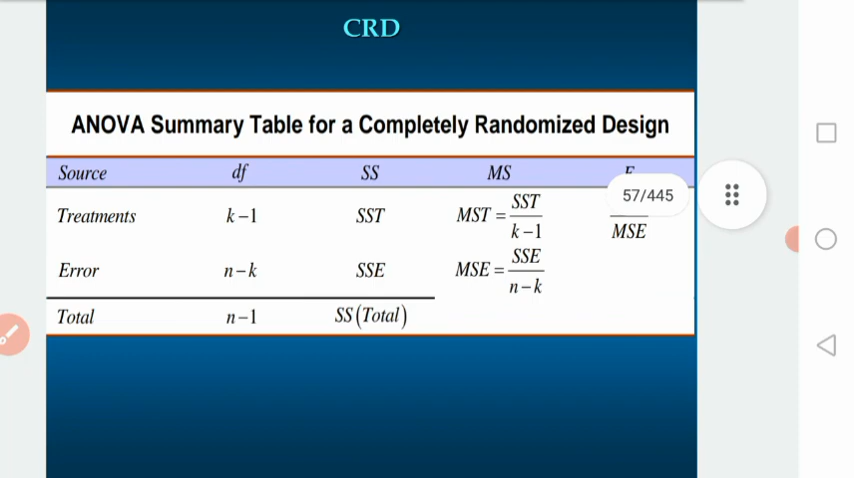 CRD
ANOVA Summary Table for a Completely Randomized Design
Source df SS MS
Treatments k-1 SST MST = SST / k-1 MSE
57/445
Error n-k SSE MSE = SSE / n-k
Total n-1 SS(Total)